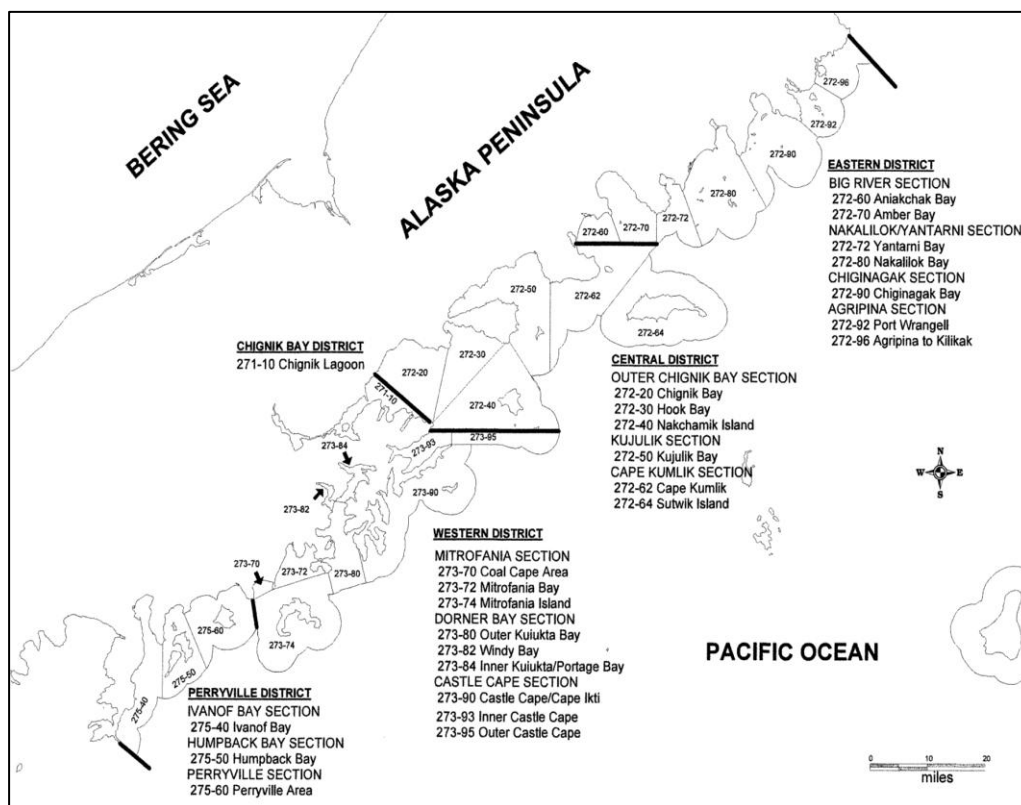 BERING SEA
ALASKA PENINSULA
272-96
272-92
272-90
272-80
272-72
272-70
272-60
272-50
272-62
272-64
272-30
272-20
272-40
271-10
273-95
273-93
273-84
273-90
273-82
273-70
273-72
273-80
273-74
275-60
275-50
275-40
EASTERN DISTRICT
BIG RIVER SECTION
272-60 Aniakchak Bay
272-70 Amber Bay
NAKALILOK/YANTARNI SECTION
272-72 Yantarni Bay
272-80 Nakalilok Bay
CHIGINAGAK SECTION
272-90 Chiginagak Bay
AGRIPINA SECTION
272-92 Port Wrangell
272-96 Agripina to Kilikak
CHIGNIK BAY DISTRICT
271-10 Chignik Lagoon
CENTRAL DISTRICT
OUTER CHIGNIK BAY SECTION
272-20 Chignik Bay
272-30 Hook Bay
272-40 Nakchamik Island
KUJULIK SECTION
272-50 Kujulik Bay
CAPE KUMLIK SECTION
272-62 Cape Kumlik
272-64 Sutwik Island
WESTERN DISTRICT
MITROFANIA SECTION
273-70 Coal Cape Area
273-72 Mitrofania Bay
273-74 Mitrofania Island
DORNER BAY SECTION
273-80 Outer Kuiukta Bay
273-82 Windy Bay
273-84 Inner Kuiukta/Portage Bay
CASTLE CAPE SECTION
273-90 Castle Cape/Cape Ikti
273-93 Inner Castle Cape
273-95 Outer Castle Cape
PERRYVILLE DISTRICT
IVANOF BAY SECTION
275-40 Ivanof Bay
HUMPBACK BAY SECTION
275-50 Humpback Bay
PERRYVILLE SECTION
275-60 Perryville Area
N
W E
S
PACIFIC OCEAN
0 10 20
miles